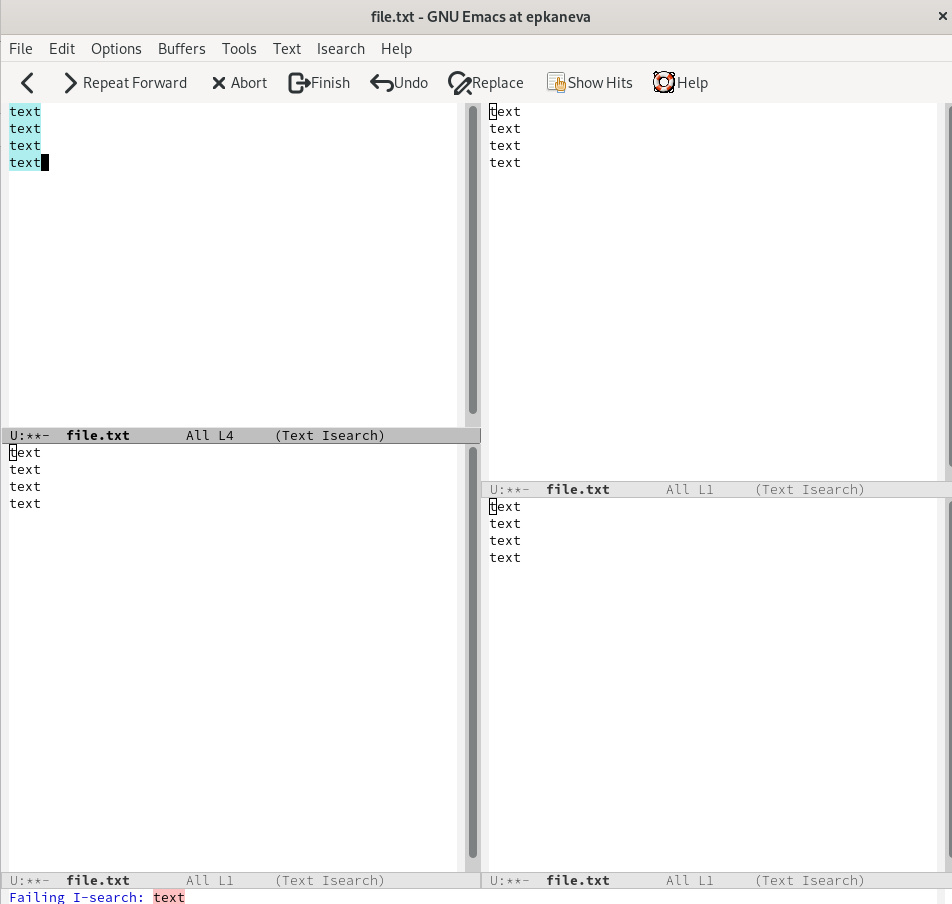 file.txt - GNU Emacs at epkaneva
File Edit Options Buffers Tools Text Isearch Help
Repeat Forward Abort Finish Undo Replace Show Hits Help
text
text
text
text
U:**-  file.txt       All L4     (Text Isearch)
text
text
text
text
U:**-  file.txt       All L1     (Text Isearch)
text
text
text
text
U:**-  file.txt       All L1     (Text Isearch)
text
text
text
text
U:**-  file.txt       All L1     (Text Isearch)
Failing I-search: text